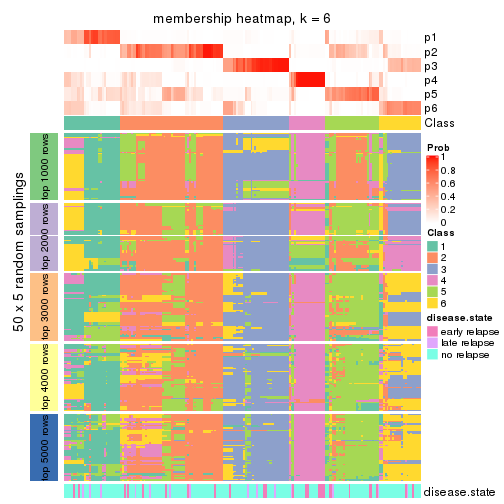 membership heatmap, k = 6
p1
p2
p3
p4
p5
p6
Class
50 x 5 random samplings
top 1000 rows
top 2000 rows
top 3000 rows
top 4000 rows
top 5000 rows
Prob
1
0.8
0.6
0.4
0.2
0
Class
1
2
3
4
5
6
disease.state
early relapse
late relapse
no relapse
disease.state